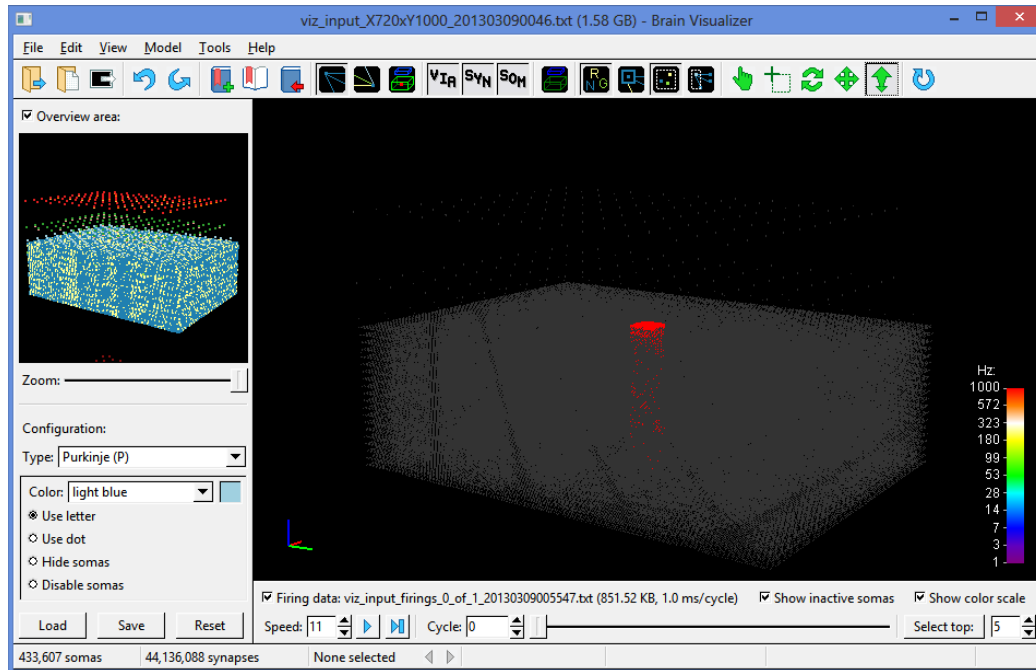 viz_input_X720xY1000_201303090046.txt (1.58 GB) - Brain Visualizer
File Edit View Model Tools Help
VIA SYN SOM RNG
Overview area:
Zoom:
Configuration:
Type: Purkinje (P)
Color: light blue
Use letter
Use dot
Hide somas
Disable somas
Load Save Reset
Hz:
1000
572
323
180
99
53
28
14
7
3
1
Firing data: viz_input_firings_0_of_1_20130309005547.txt (851.52 KB, 1.0 ms/cycle) Show inactive somas Show color scale
Speed: 11 Cycle: 0 Select top: 5
433,607 somas 44,136,088 synapses None selected